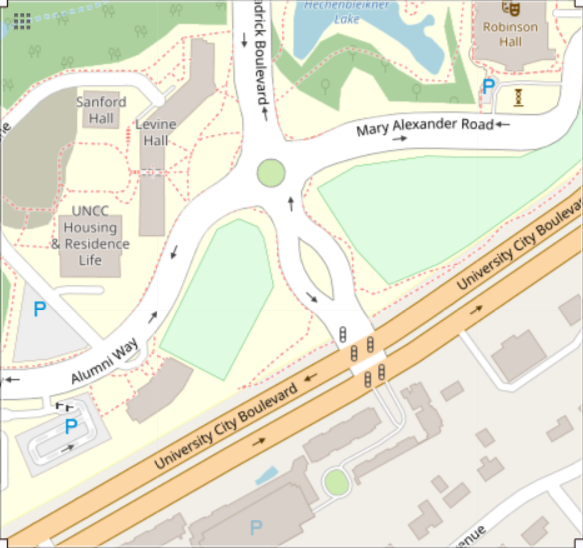 Hechenbleikner
Lake
Robinson
Hall
P
Sanford
Hall
Levine
Hall
Mary Alexander Road
UNCC
Housing
& Residence
Life
University City Boulevard
P
Alumni Way
P
University City Boulevard
P